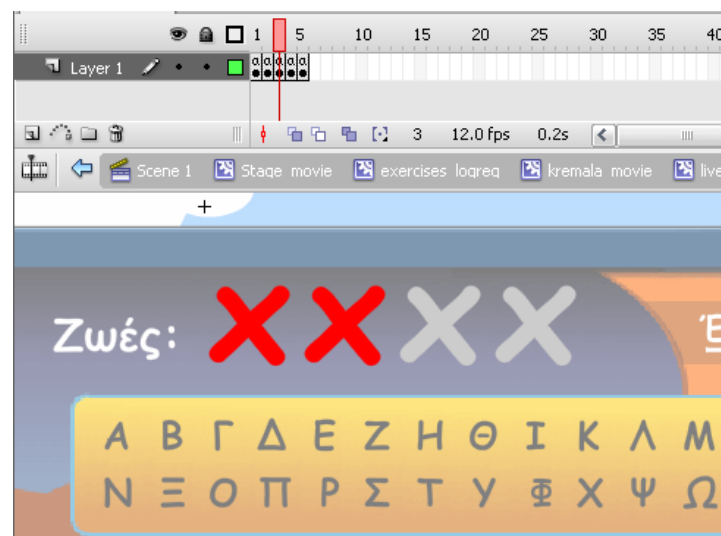 1 5 10 15 20 25 30 35 40
Layer 1
a a a a a
3 12.0 fps 0.2s
Scene 1 Stage movie exercises logreg kremala movie live
Ζωές: Έ
Α Β Γ Δ Ε Ζ Η Θ Ι Κ Λ Μ
Ν Ξ Ο Π Ρ Σ Τ Υ Φ Χ Ψ Ω